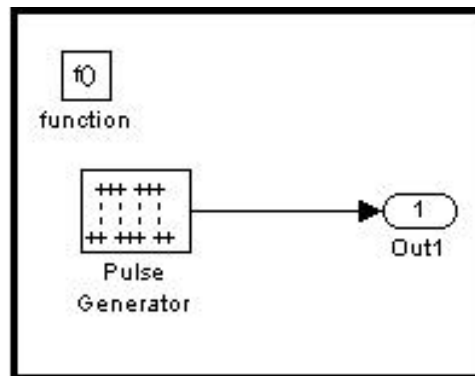 f()
function
Pulse
Generator
1
Out1